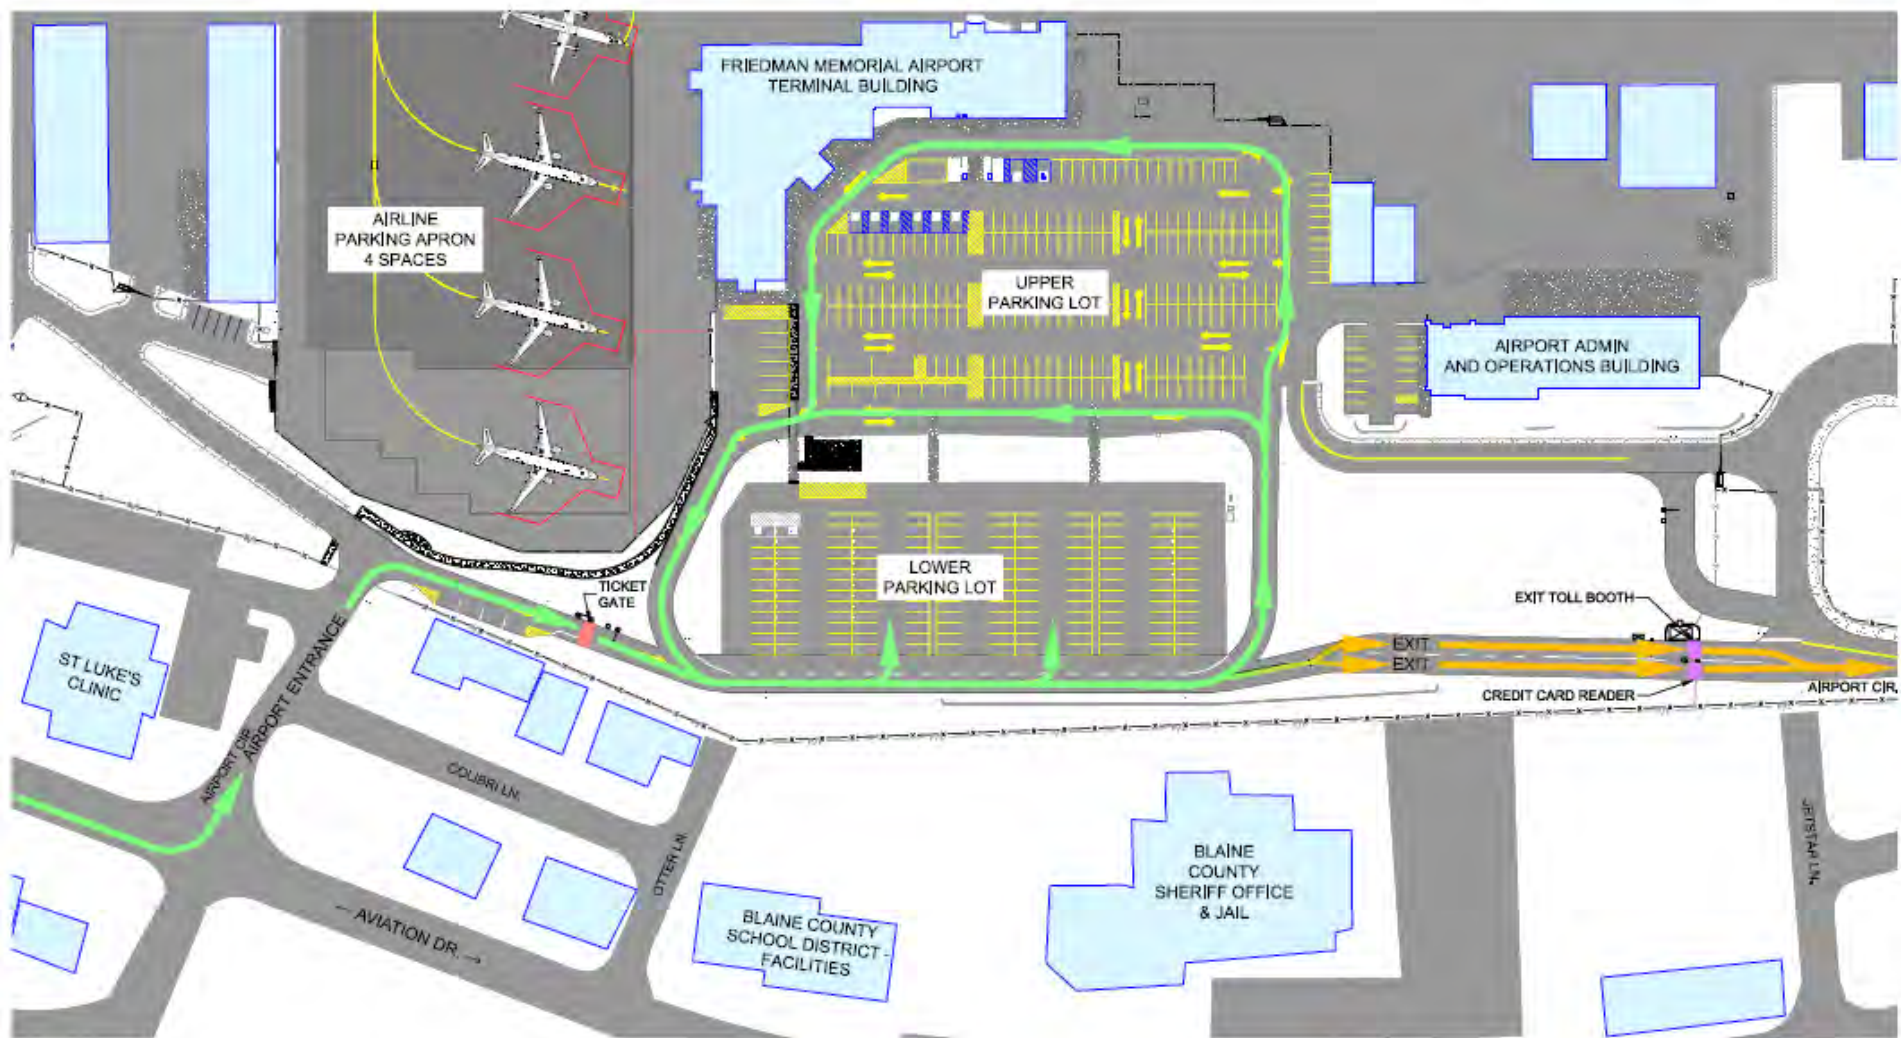 FRIEDMAN MEMORIAL AIRPORT
TERMINAL BUILDING
AIRLINE
PARKING APRON
4 SPACES
UPPER
PARKING LOT
AIRPORT ADMIN
AND OPERATIONS BUILDING
LOWER
PARKING LOT
TICKET
GATE
EXIT TOLL BOOTH
EXIT
EXIT
CREDIT CARD READER
AIRPORT CIR.
ST LUKE'S
CLINIC
AIRPORT CIR.
AIRPORT ENTRANCE
COLIBRI LN.
OTTER LN.
← AVIATION DR. →
BLAINE COUNTY
SCHOOL DISTRICT -
FACILITIES
BLAINE
COUNTY
SHERIFF OFFICE
& JAIL
JETSTAR LN.